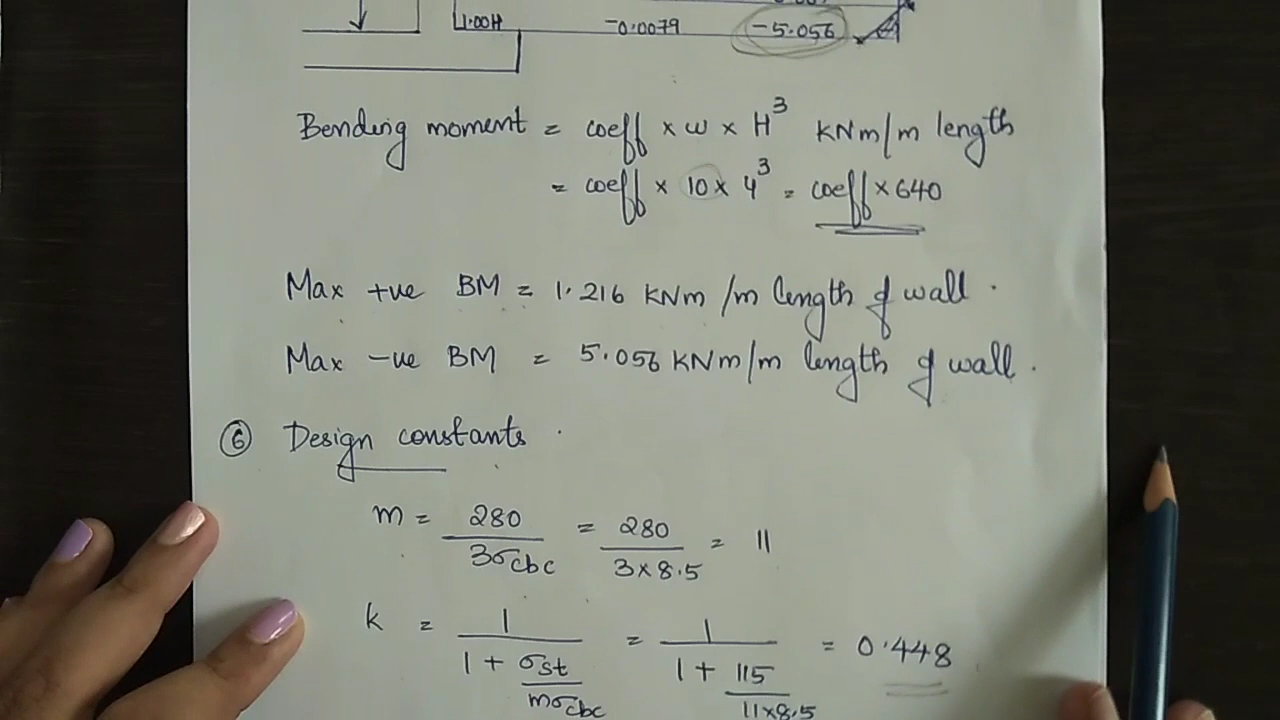 1.00H -0.0079 -5.056
Bending moment = coeff × w × H³ KNm/m length
= coeff × 10 × 4³ = coeff × 640
Max +ve BM = 1.216 KNm/m length of wall.
Max -ve BM = 5.056 KNm/m length of wall.
⑥ Design constants.
m = 280 / 3σcbc = 280 / 3×8.5 = 11
k = 1 / 1 + σst / mσcbc = 1 / 1 + 115 / 11×8.5 = 0.448